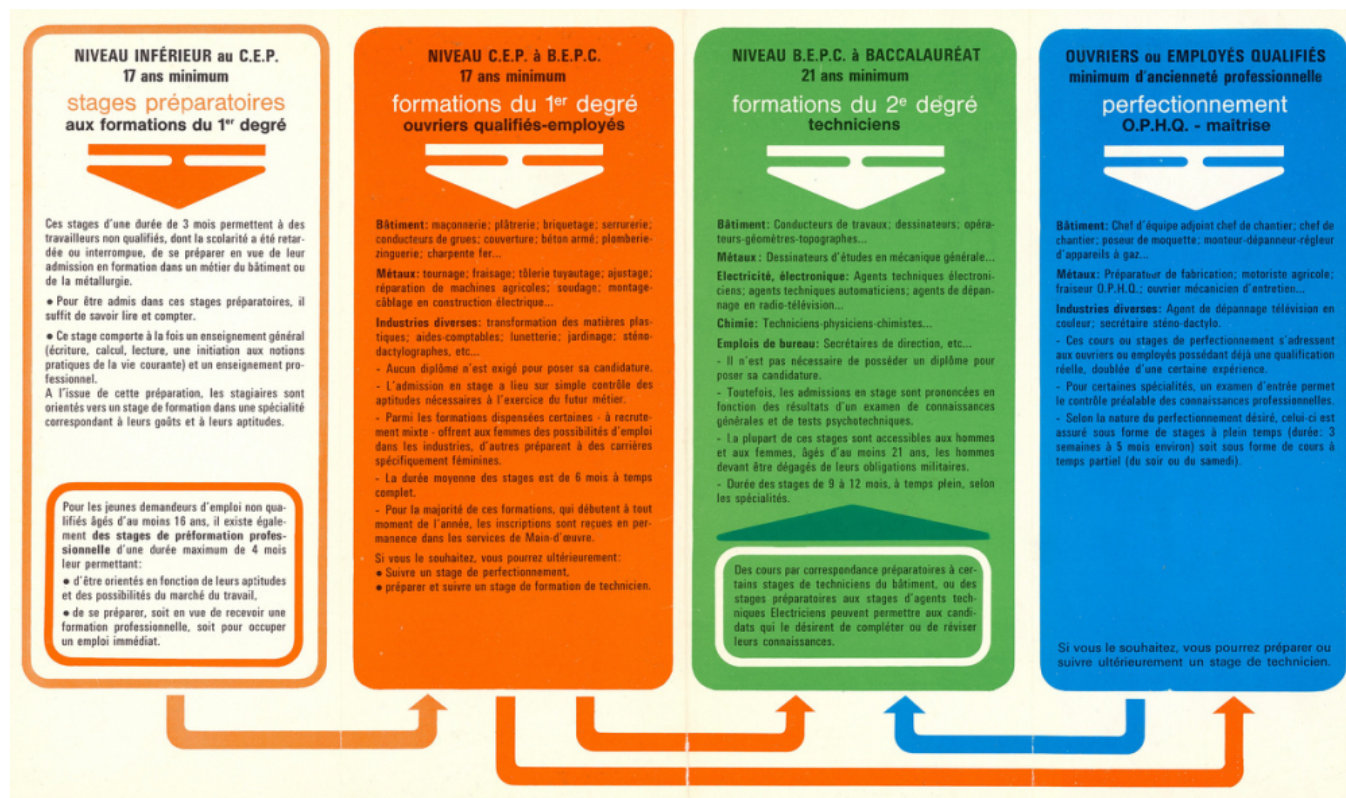 NIVEAU INFÉRIEUR au C.E.P.
17 ans minimum
stages préparatoires
aux formations du 1er degré
Ces stages d'une durée de 3 mois permettent à des
travailleurs non qualifiés, dont la scolarité a été retar-
dée ou interrompue, de se préparer en vue de leur
admission en formation dans un métier du bâtiment ou
de la métallurgie.
● Pour être admis dans ces stages préparatoires, il
suffit de savoir lire et compter.
● Ce stage comporte à la fois un enseignement général
(écriture, calcul, lecture, une initiation aux notions
pratiques de la vie courante) et un enseignement pro-
fessionnel.
A l'issue de cette préparation, les stagiaires sont
orientés vers un stage de formation dans une spécialité
correspondant à leurs goûts et à leurs aptitudes.
Pour les jeunes demandeurs d'emploi non qua-
lifiés âgés d'au moins 16 ans, il existe égale-
ment des stages de préformation profes-
sionnelle d'une durée maximum de 4 mois
leur permettant:
● d'être orientés en fonction de leurs aptitudes
et des possibilités du marché du travail,
● de se préparer, soit en vue de recevoir une
formation professionnelle, soit pour occuper
un emploi immédiat.
NIVEAU C.E.P. à B.E.P.C.
17 ans minimum
formations du 1er degré
ouvriers qualifiés-employés
Bâtiment: maçonnerie; plâtrerie; briquetage; serrurerie;
conducteurs de grues; couverture; béton armé; plomberie-
zinguerie; charpente fer...
Métaux: tournage; fraisage; tôlerie tuyautage; ajustage;
réparation de machines agricoles; soudage; montage-
câblage en construction électrique...
Industries diverses: transformation des matières plas-
tiques; aides-comptables; lunetterie; jardinage; sténo-
dactylographes, etc...
- Aucun diplôme n'est exigé pour poser sa candidature.
- L'admission en stage a lieu sur simple contrôle des
aptitudes nécessaires à l'exercice du futur métier.
- Parmi les formations dispensées certaines - à recrute-
ment mixte - offrent aux femmes des possibilités d'emploi
dans les industries, d'autres préparent à des carrières
spécifiquement féminines.
- La durée moyenne des stages est de 6 mois à temps
complet.
- Pour la majorité de ces formations, qui débutent à tout
moment de l'année, les inscriptions sont reçues en per-
manence dans les services de Main-d'œuvre.
Si vous le souhaitez, vous pourrez ultérieurement:
● Suivre un stage de perfectionnement,
● préparer et suivre un stage de formation de technicien.
NIVEAU B.E.P.C. à BACCALAURÉAT
21 ans minimum
formations du 2e degré
techniciens
Bâtiment: Conducteurs de travaux; dessinateurs; opéra-
teurs-géomètres-topographes...
Métaux: Dessinateurs d'études en mécanique générale...
Electricité, électronique: Agents techniques électroni-
ciens; agents techniques automaticiens; agents de dépan-
nage en radio-télévision...
Chimie: Techniciens-physiciens-chimistes...
Emplois de bureau: Secrétaires de direction, etc...
- Il n'est pas nécessaire de posséder un diplôme pour
poser sa candidature.
- Toutefois, les admissions en stage sont prononcées en
fonction des résultats d'un examen de connaissances
générales et de tests psychotechniques.
- La plupart de ces stages sont accessibles aux hommes
et aux femmes, âgés d'au moins 21 ans, les hommes
devant être dégagés de leurs obligations militaires.
- Durée des stages de 9 à 12 mois, à temps plein, selon
les spécialités.
Des cours par correspondance préparatoires à cer-
tains stages de techniciens du bâtiment, ou des
stages préparatoires aux stages d'agents tech-
niques Electriciens peuvent permettre aux candi-
dats qui le désirent de compléter ou de réviser
leurs connaissances.
OUVRIERS ou EMPLOYÉS QUALIFIÉS
minimum d'ancienneté professionnelle
perfectionnement
O.P.H.Q. - maîtrise
Bâtiment: Chef d'équipe adjoint chef de chantier; chef de
chantier; poseur de moquette; monteur-dépanneur-régleur
d'appareils à gaz...
Métaux: Préparateur de fabrication; motoriste agricole;
fraiseur O.P.H.Q.; ouvrier mécanicien d'entretien...
Industries diverses: Agent de dépannage télévision en
couleur; secrétaire sténo-dactylo.
- Ces cours ou stages de perfectionnement s'adressent
aux ouvriers ou employés possédant déjà une qualification
réelle, doublée d'une certaine expérience.
- Pour certaines spécialités, un examen d'entrée permet
le contrôle préalable des connaissances professionnelles.
- Selon la nature du perfectionnement désiré, celui-ci est
assuré sous forme de stages à plein temps (durée: 3
semaines à 5 mois environ) soit sous forme de cours à
temps partiel (du soir ou du samedi).
Si vous le souhaitez, vous pourrez préparer ou
suivre ultérieurement un stage de technicien.